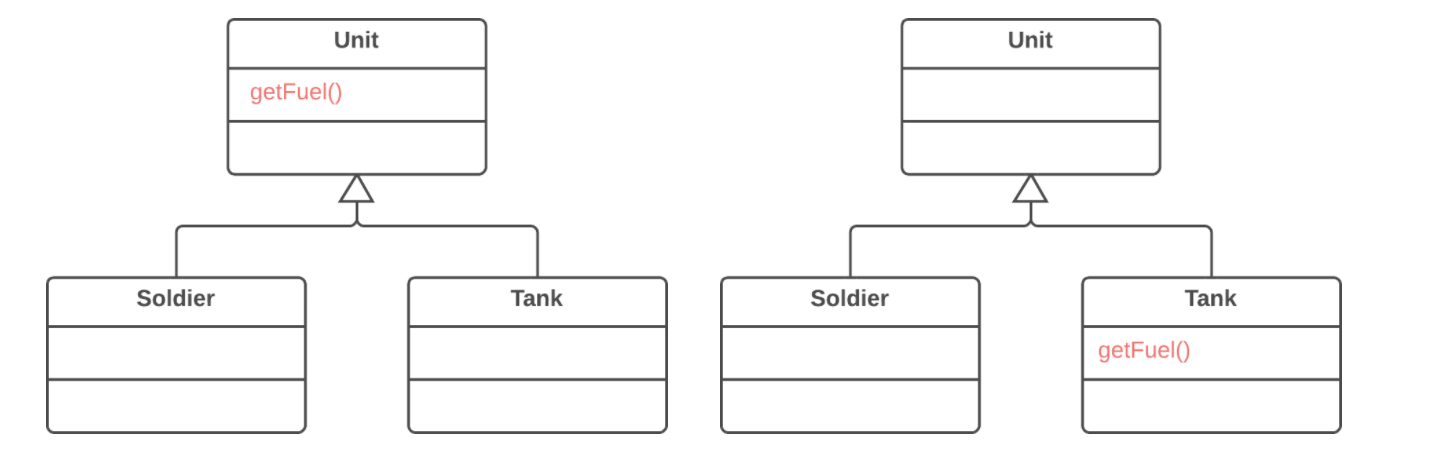 Unit
getFuel()
Soldier
Tank
Unit
Soldier
Tank
getFuel()